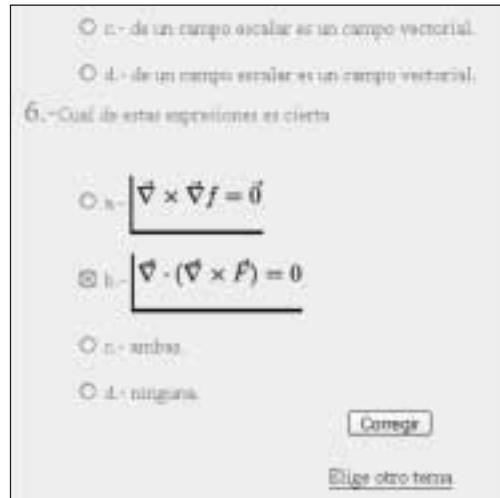 c.- de un campo escalar es un campo vectorial.
d.- de un campo escalar es un campo vectorial.
6.-Cual de estas expresiones es cierta
a.- ∇⃗ × ∇⃗f = 0⃗
b.- ∇⃗ · (∇⃗ × F⃗) = 0
c.- ambas.
d.- ninguna.
Corregir
Elige otro tema